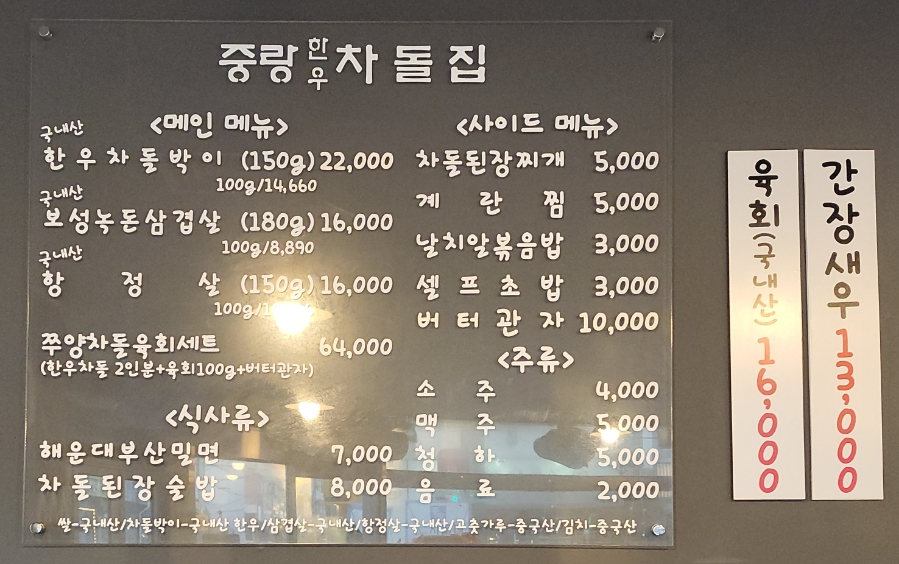 중랑한우차돌집
<메인 메뉴>
국내산
한우차돌박이 (150g) 22,000
100g/14,660
국내산
보성녹돈삼겹살 (180g) 16,000
100g/8,890
국내산
항정살 (150g) 16,000
쭈양차돌육회세트 64,000
(한우차돌 2인분+육회100g+버터관자)
<식사류>
해운대부산밀면 7,000
차돌된장술밥 8,000
<사이드 메뉴>
차돌된장찌개 5,000
계란찜 5,000
날치알볶음밥 3,000
셀프초밥 3,000
버터관자 10,000
<주류>
소주 4,000
맥주 5,000
청하 5,000
음료 2,000
쌀-국내산/차돌박이-국내산 한우/삼겹살-국내산/항정살-국내산/고춧가루-중국산/김치-중국산
육회(국내산) 16,000
간장새우 13,000